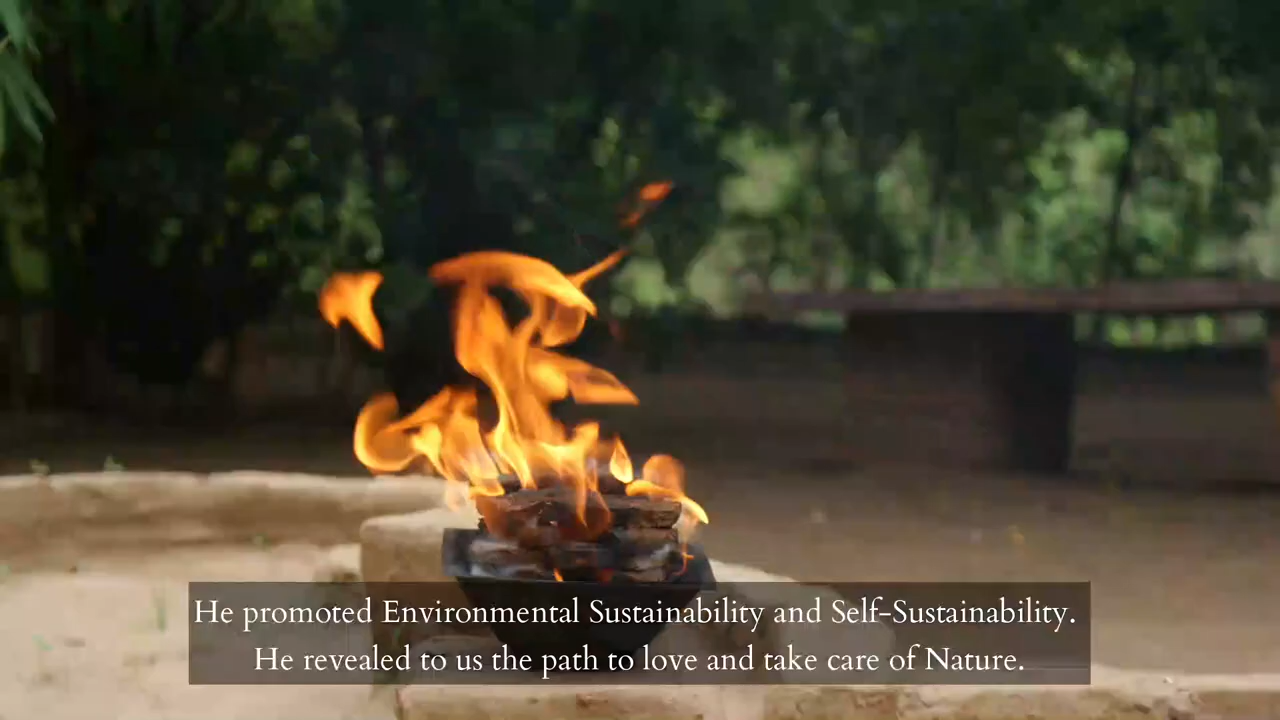 He promoted Environmental Sustainability and Self-Sustainability.
He revealed to us the path to love and take care of Nature.